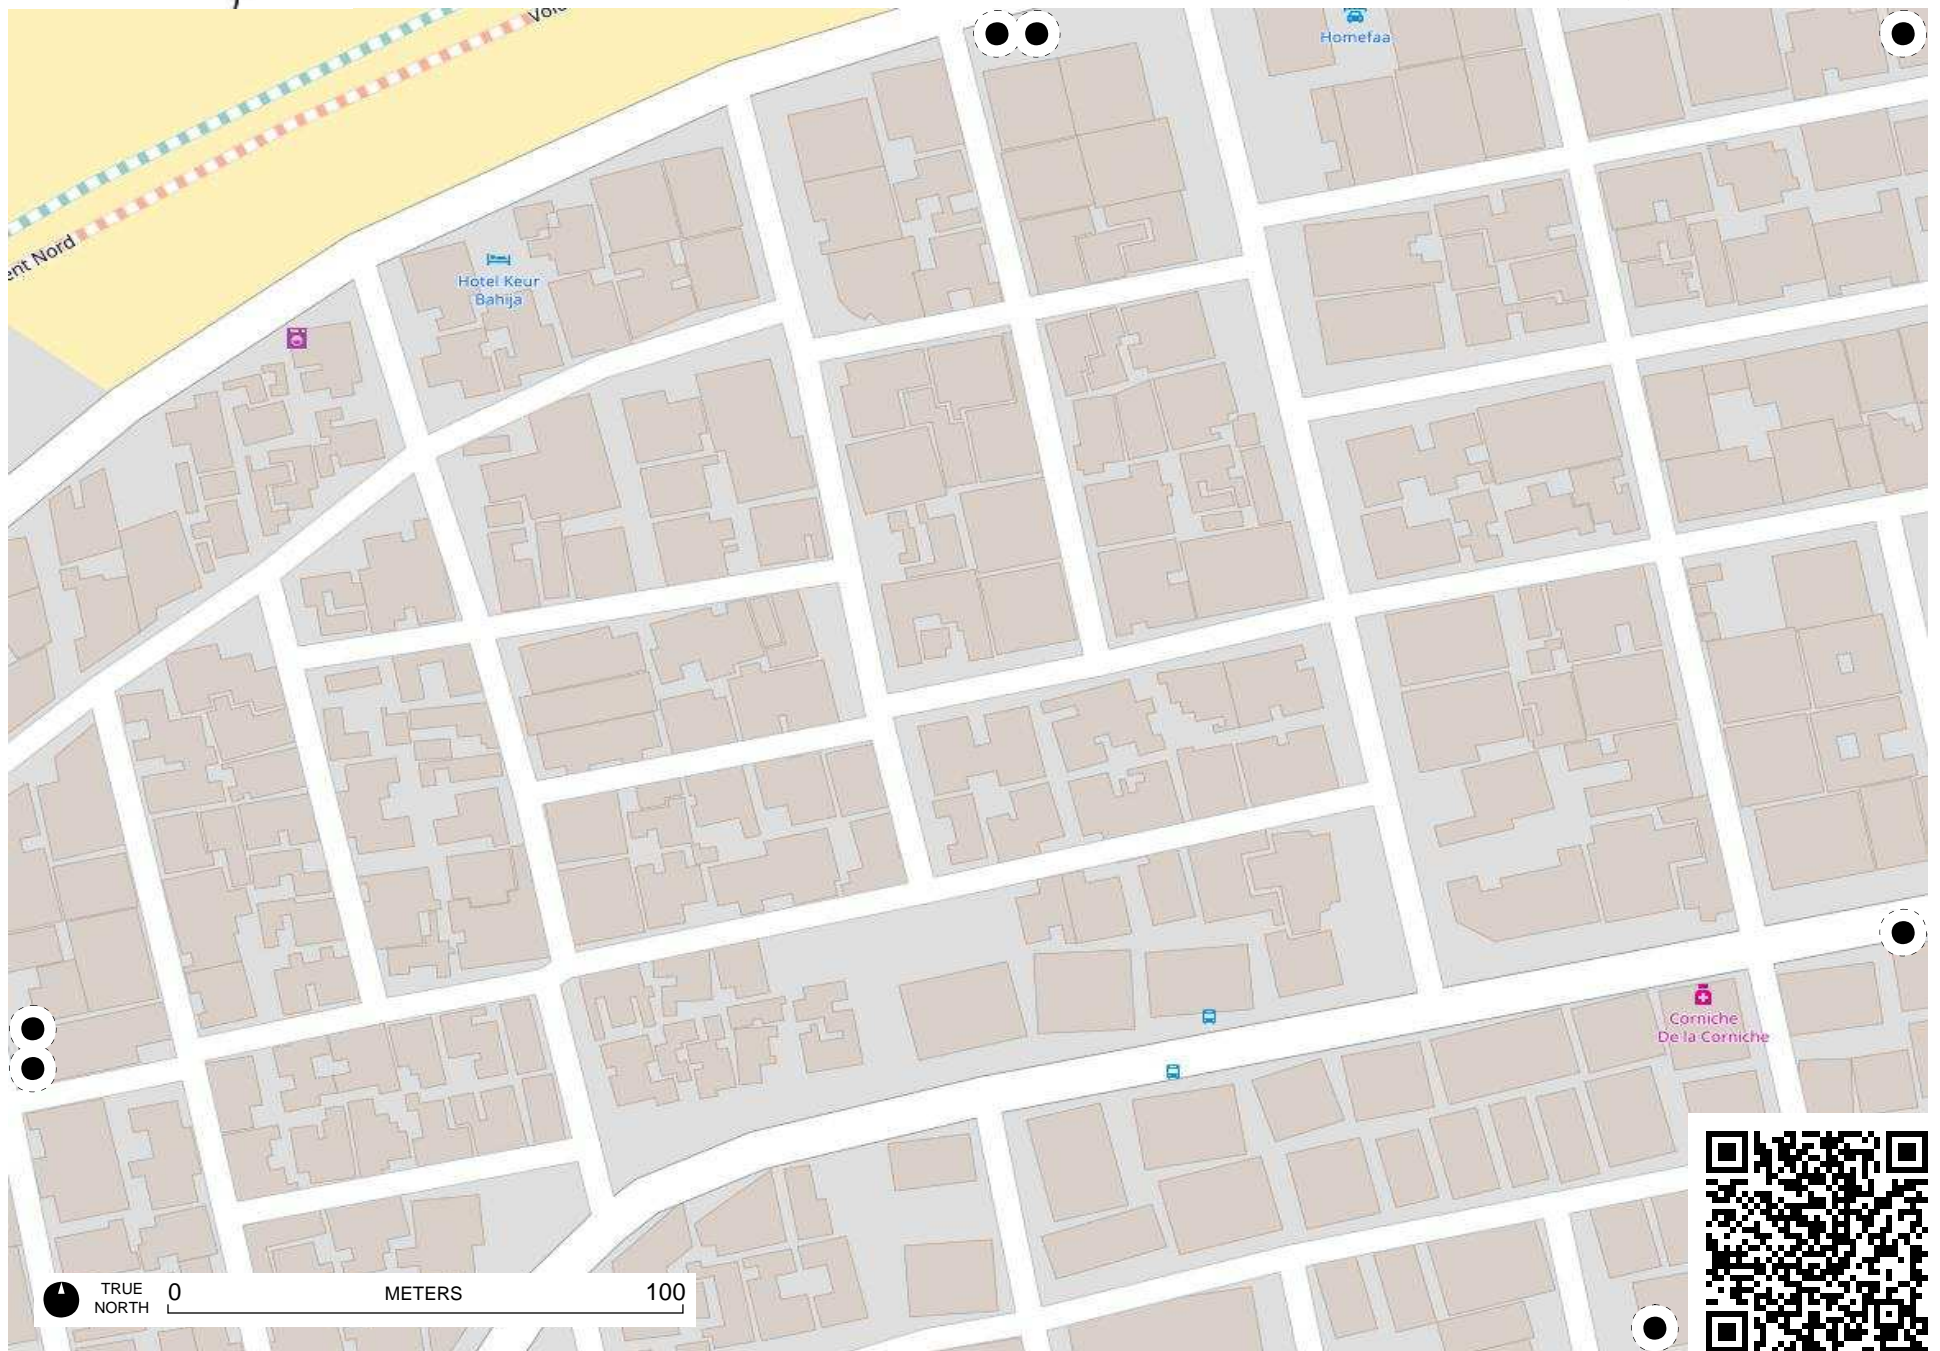 Homefaa
ent Nord
Hotel Keur
Bahija
Corniche
De la Corniche
TRUE
NORTH
0
METERS
100